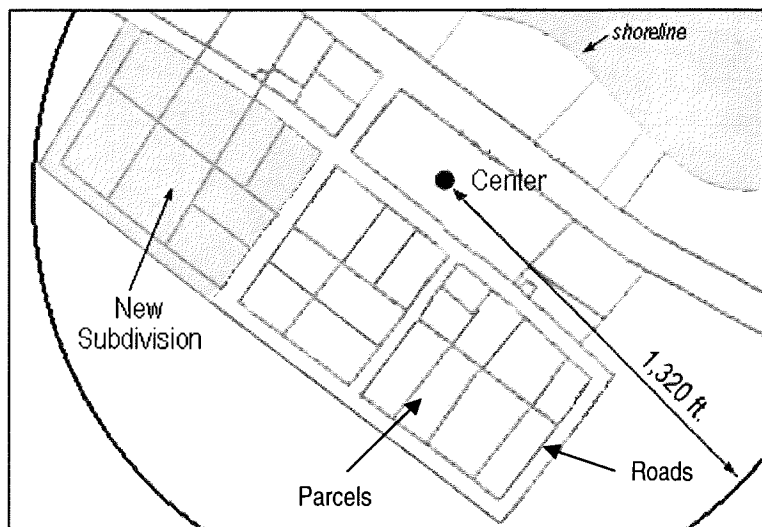 shoreline
Center
New
Subdivision
1,320 ft.
Roads
Parcels